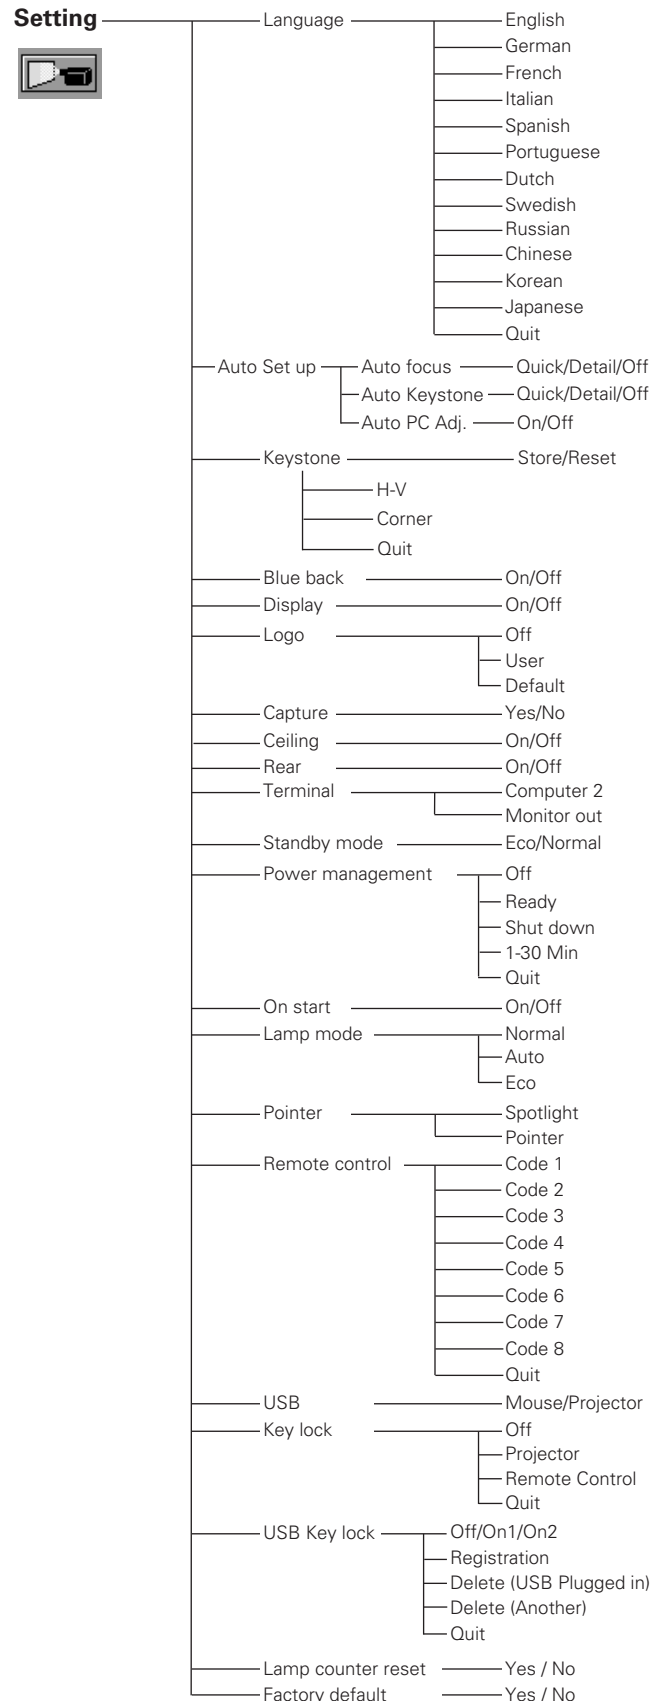 Setting Language English
German
French
Italian
Spanish
Portuguese
Dutch
Swedish
Russian
Chinese
Korean
Japanese
Quit
Auto Set up Auto focus Quick/Detail/Off
Auto Keystone Quick/Detail/Off
Auto PC Adj. On/Off
Keystone Store/Reset
H-V
Corner
Quit
Blue back On/Off
Display On/Off
Logo Off
User
Default
Capture Yes/No
Ceiling On/Off
Rear On/Off
Terminal Computer 2
Monitor out
Standby mode Eco/Normal
Power management Off
Ready
Shut down
1-30 Min
Quit
On start On/Off
Lamp mode Normal
Auto
Eco
Pointer Spotlight
Pointer
Remote control Code 1
Code 2
Code 3
Code 4
Code 5
Code 6
Code 7
Code 8
Quit
USB Mouse/Projector
Key lock Off
Projector
Remote Control
Quit
USB Key lock Off/On1/On2
Registration
Delete (USB Plugged in)
Delete (Another)
Quit
Lamp counter reset Yes / No
Factory default Yes / No